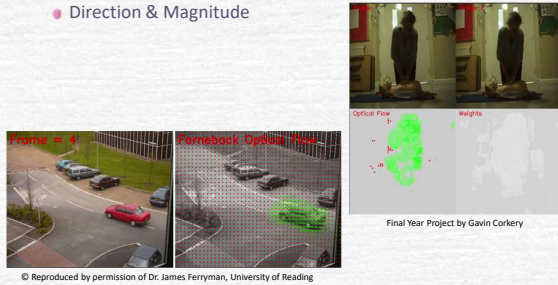 Direction & Magnitude
Optical Flow
Weights
Frame = 4
Farneback Optical Flow
Final Year Project by Gavin Corkery
© Reproduced by permission of Dr. James Ferryman, University of Reading